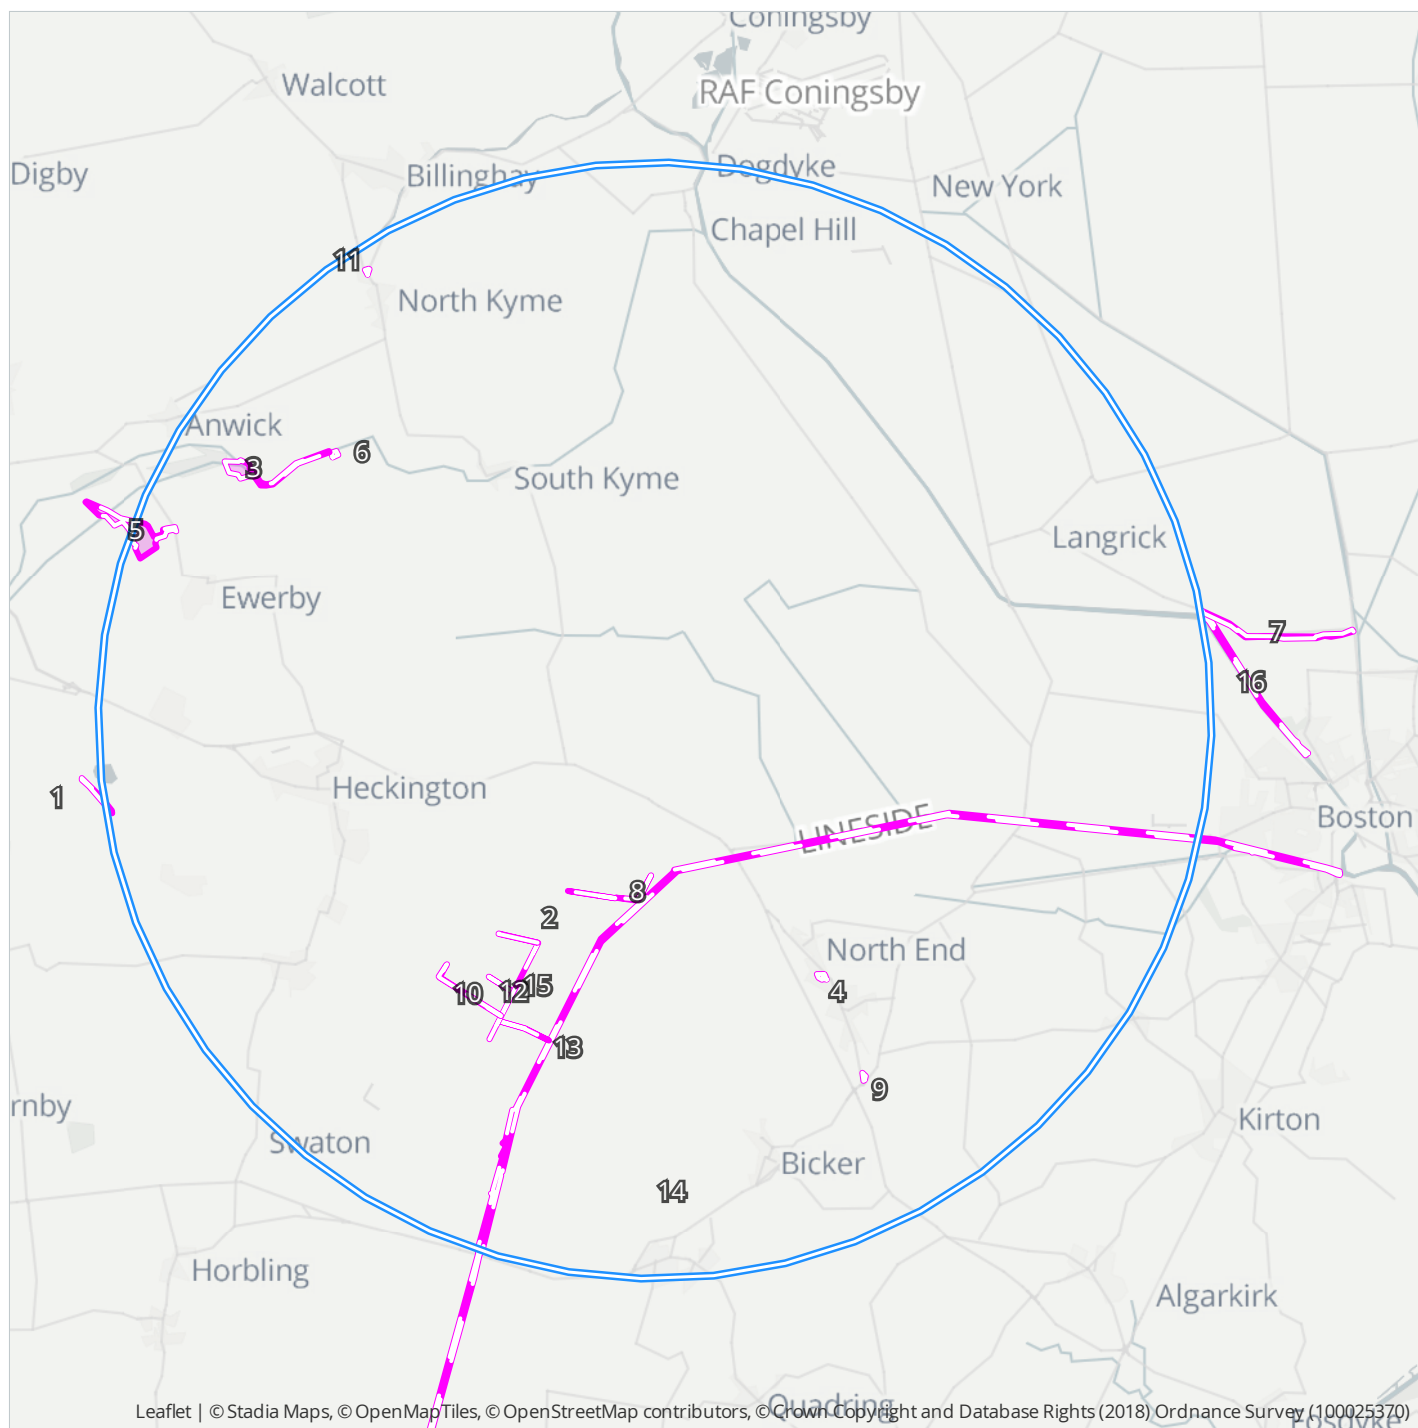 Coningsby
Walcott
RAF Coningsby
Digby
Billinghay
Dogdyke
New York
Chapel Hill
11
North Kyme
Anwick
3
6
South Kyme
5
Langrick
Ewerby
7
16
1
Heckington
LINESIDE
Boston
8
2
North End
10
12
15
4
13
9
rnby
Swaton
Kirton
Bicker
14
Horbling
Algarkirk
Quadring
Fosdyke
Leaflet | © Stadia Maps, © OpenMapTiles, © OpenStreetMap contributors, © Crown Copyright and Database Rights (2018) Ordnance Survey (100025370)